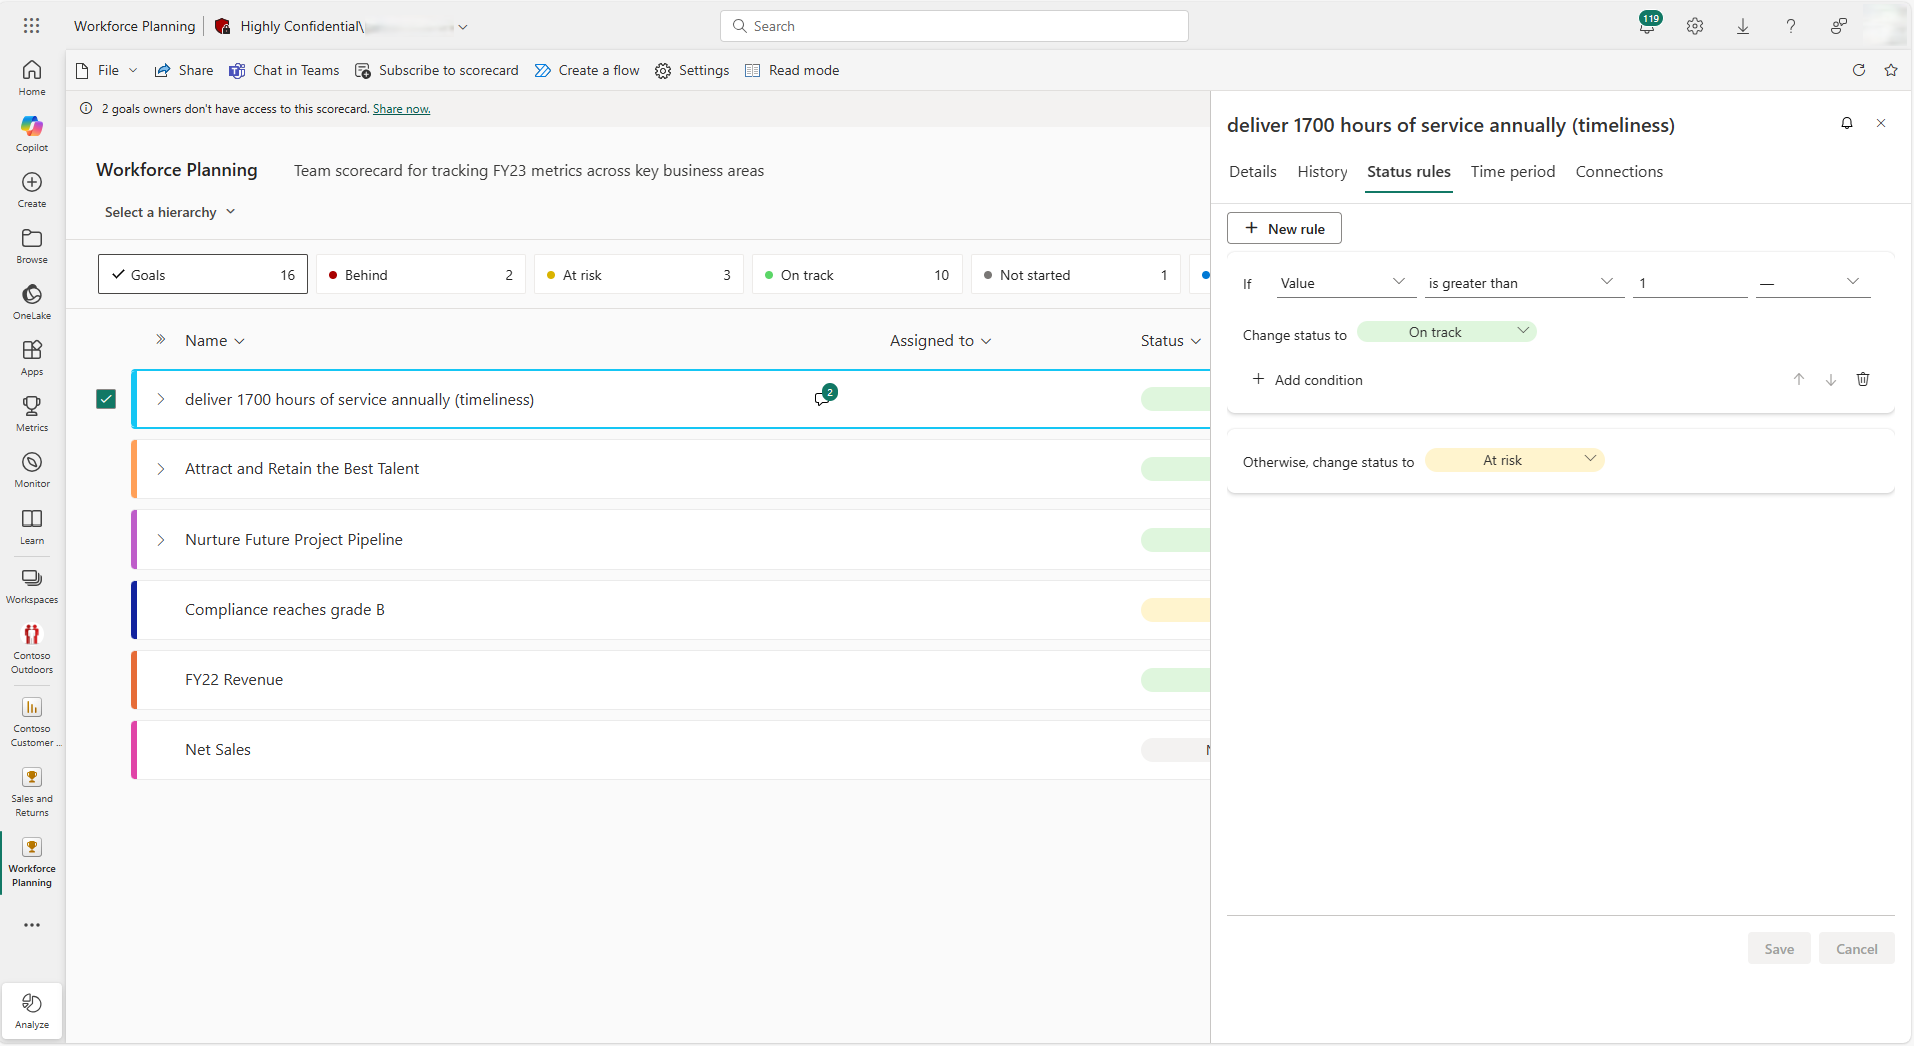 Workforce Planning
Highly Confidential\
Search
119
Home
Copilot
Create
Browse
OneLake
Apps
Metrics
Monitor
Learn
Workspaces
Contoso
Outdoors
Contoso
Customer ...
Sales and
Returns
Workforce
Planning
Analyze
File
Share
Chat in Teams
Subscribe to scorecard
Create a flow
Settings
Read mode
2 goals owners don't have access to this scorecard. Share now.
Workforce Planning
Team scorecard for tracking FY23 metrics across key business areas
Select a hierarchy
Goals 16
Behind 2
At risk 3
On track 10
Not started 1
Name
Assigned to
Status
deliver 1700 hours of service annually (timeliness)
2
Attract and Retain the Best Talent
Nurture Future Project Pipeline
Compliance reaches grade B
FY22 Revenue
Net Sales
deliver 1700 hours of service annually (timeliness)
Details
History
Status rules
Time period
Connections
+ New rule
If Value is greater than 1 —
Change status to On track
+ Add condition
Otherwise, change status to At risk
Save
Cancel